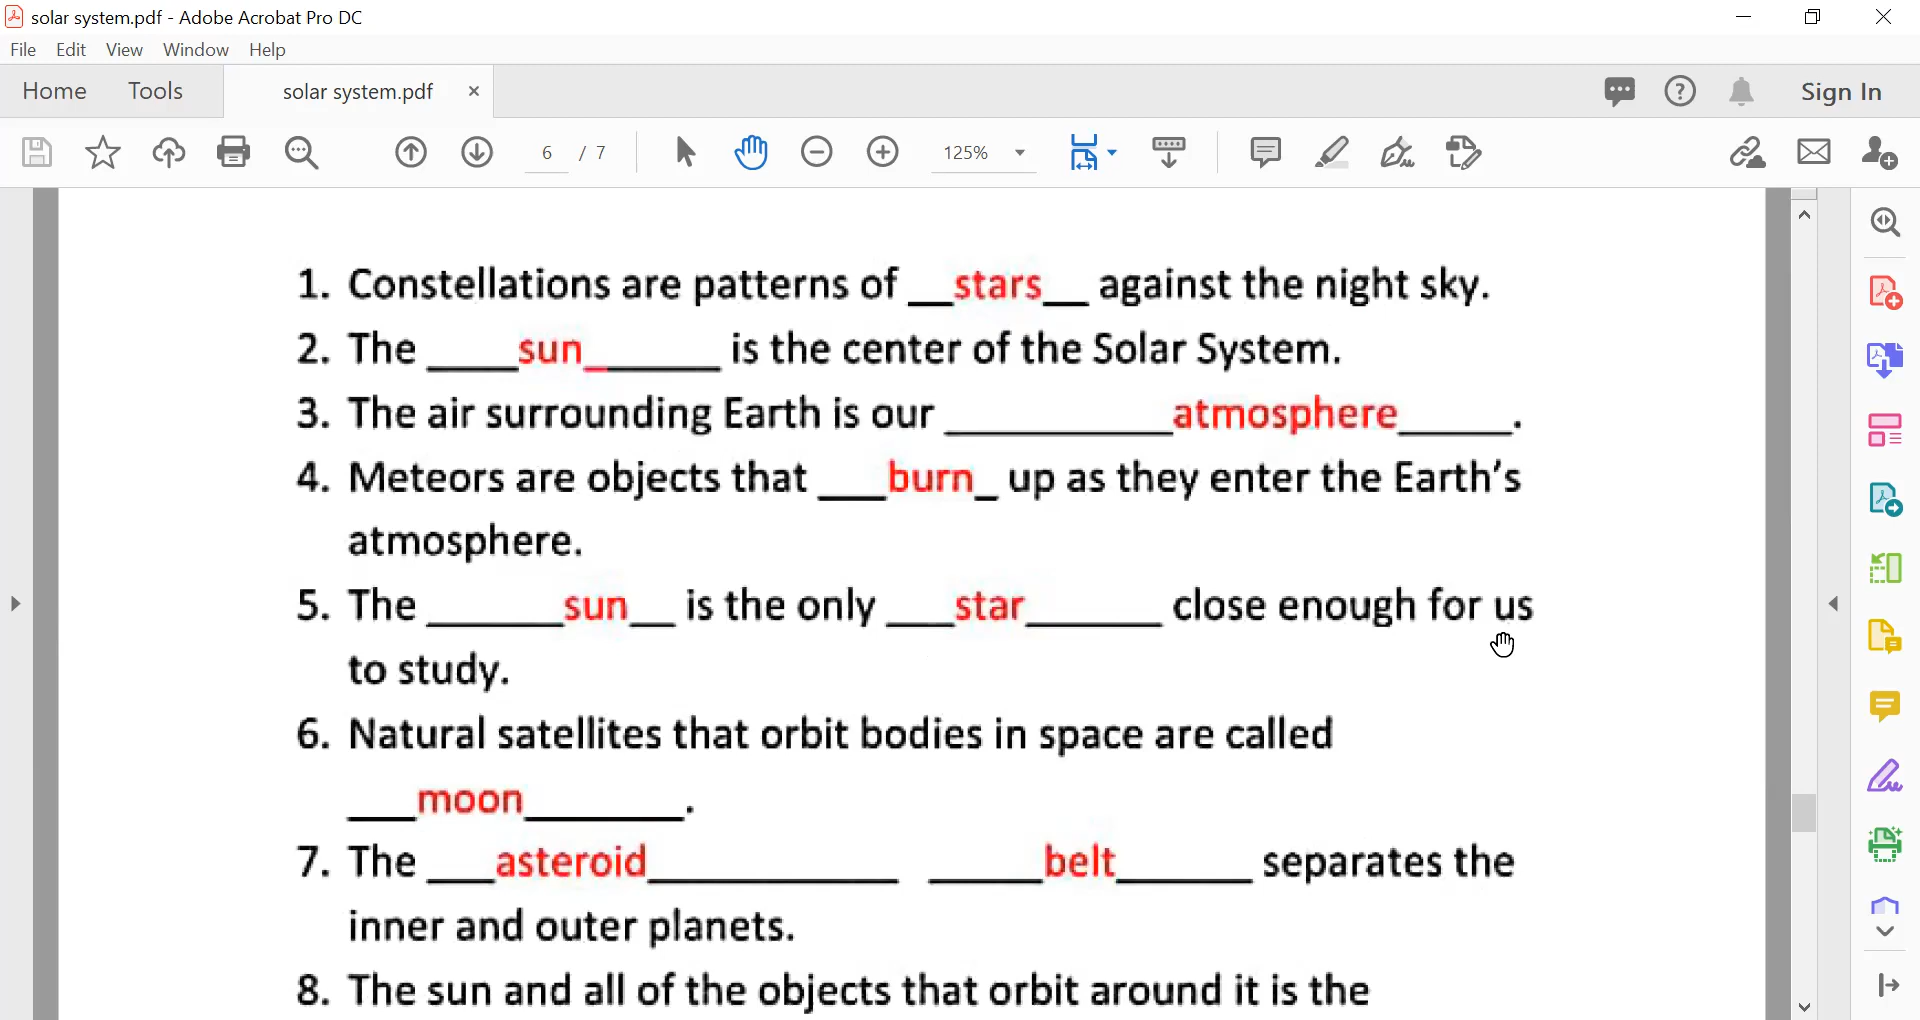 solar system.pdf - Adobe Acrobat Pro DC
File Edit View Window Help
Home Tools solar system.pdf × Sign In
6 / 7 125%
1. Constellations are patterns of __stars__ against the night sky.
2. The ____sun______ is the center of the Solar System.
3. The air surrounding Earth is our __________atmosphere_____.
4. Meteors are objects that ___burn_ up as they enter the Earth's
atmosphere.
5. The ______sun__ is the only ___star______ close enough for us
to study.
6. Natural satellites that orbit bodies in space are called
___moon_______.
7. The ___asteroid___________ _____belt______ separates the
inner and outer planets.
8. The sun and all of the objects that orbit around it is the